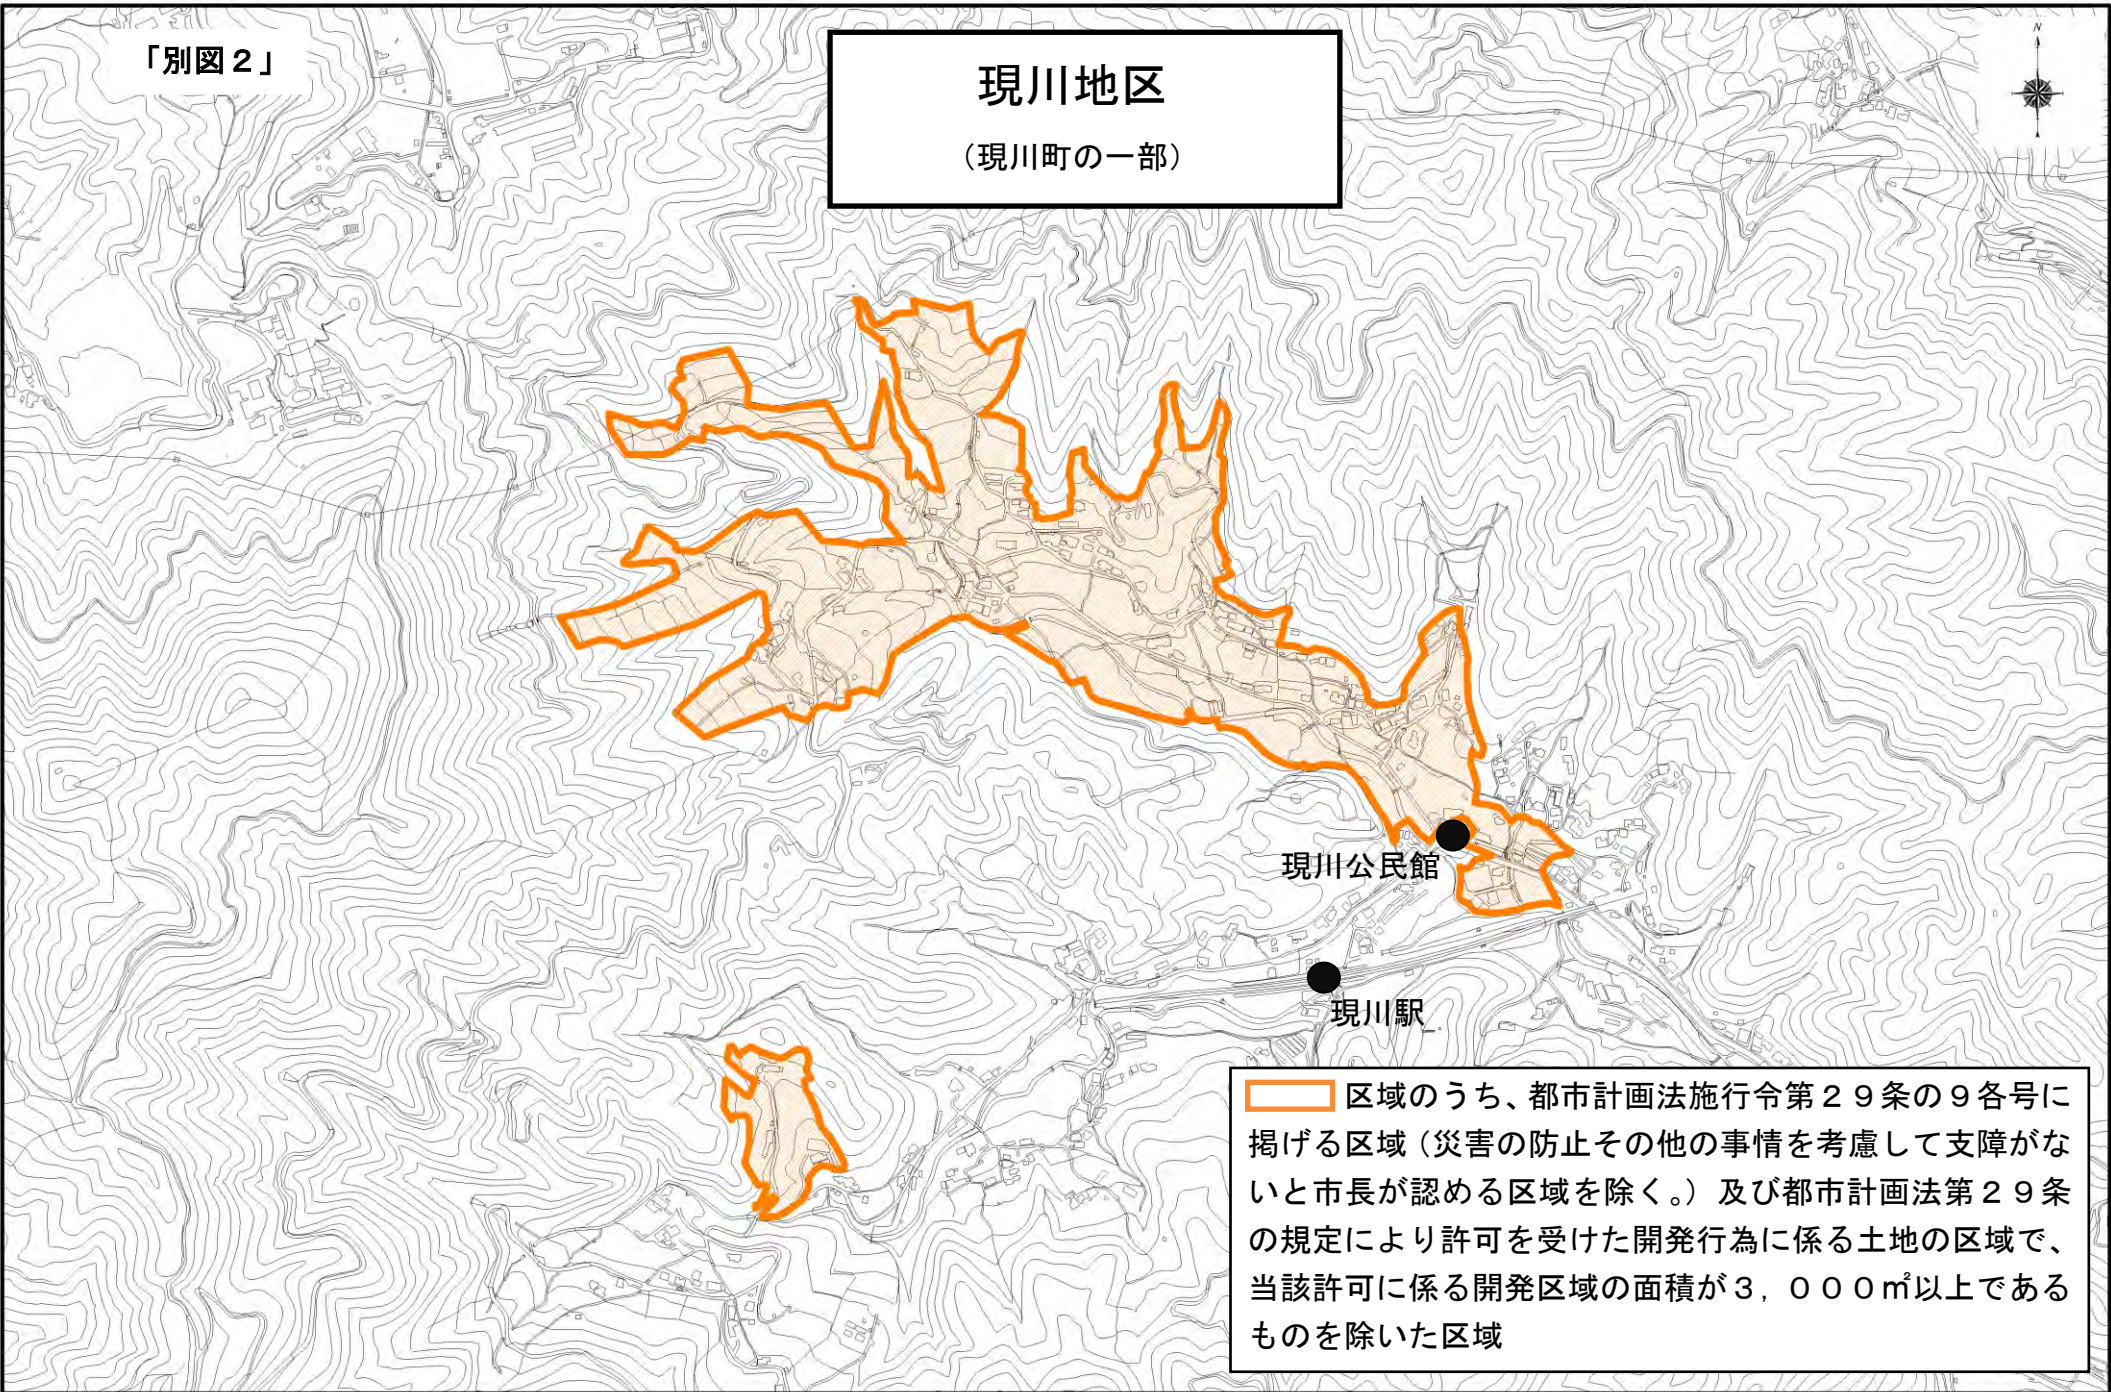 「別図２」
現川地区
（現川町の一部）
N
現川公民館
現川駅
区域のうち、都市計画法施行令第２９条の９各号に
掲げる区域（災害の防止その他の事情を考慮して支障がな
いと市長が認める区域を除く。）及び都市計画法第２９条
の規定により許可を受けた開発行為に係る土地の区域で、
当該許可に係る開発区域の面積が３，０００㎡以上である
ものを除いた区域